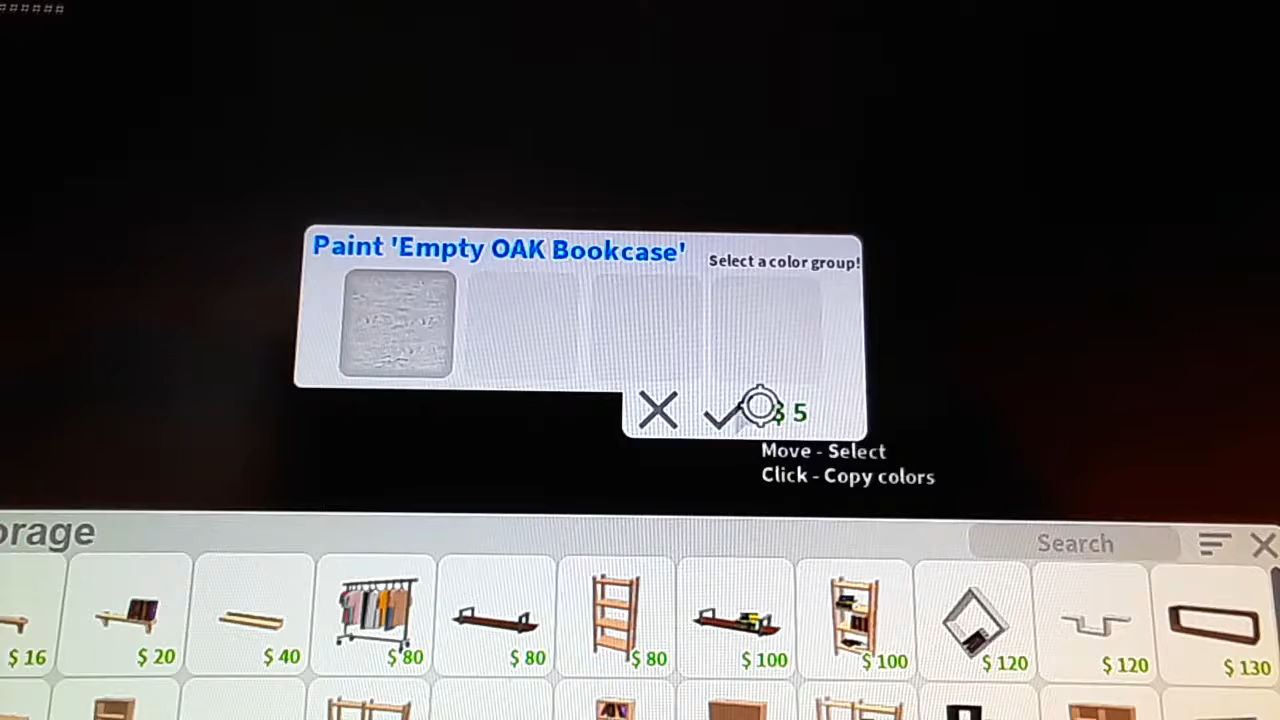 ######
Paint 'Empty OAK Bookcase'
Select a color group!
$ 5
Move - Select
Click - Copy colors
orage
Search
$ 16
$ 20
$ 40
$ 80
$ 80
$ 80
$ 100
$ 100
$ 120
$ 120
$ 130